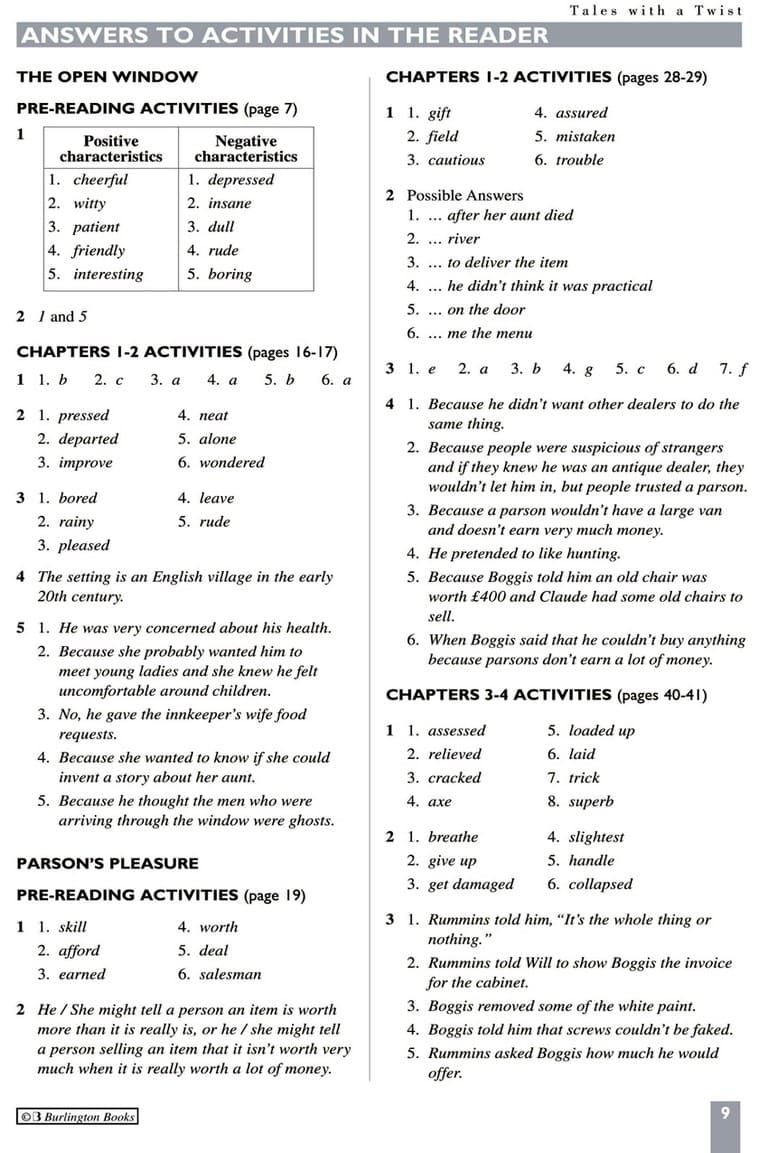 Tales with a Twist
ANSWERS TO ACTIVITIES IN THE READER
THE OPEN WINDOW
PRE-READING ACTIVITIES (page 7)
1
Positive characteristics | Negative characteristics
1. cheerful | 1. depressed
2. witty | 2. insane
3. patient | 3. dull
4. friendly | 4. rude
5. interesting | 5. boring
2 1 and 5
CHAPTERS 1-2 ACTIVITIES (pages 16-17)
1 1. b 2. c 3. a 4. a 5. b 6. a
2 1. pressed 4. neat
2. departed 5. alone
3. improve 6. wondered
3 1. bored 4. leave
2. rainy 5. rude
3. pleased
4 The setting is an English village in the early
20th century.
5 1. He was very concerned about his health.
2. Because she probably wanted him to
meet young ladies and she knew he felt
uncomfortable around children.
3. No, he gave the innkeeper's wife food
requests.
4. Because she wanted to know if she could
invent a story about her aunt.
5. Because he thought the men who were
arriving through the window were ghosts.
PARSON'S PLEASURE
PRE-READING ACTIVITIES (page 19)
1 1. skill 4. worth
2. afford 5. deal
3. earned 6. salesman
2 He / She might tell a person an item is worth
more than it is really is, or he / she might tell
a person selling an item that it isn't worth very
much when it is really worth a lot of money.
CHAPTERS 1-2 ACTIVITIES (pages 28-29)
1 1. gift 4. assured
2. field 5. mistaken
3. cautious 6. trouble
2 Possible Answers
1. ... after her aunt died
2. ... river
3. ... to deliver the item
4. ... he didn't think it was practical
5. ... on the door
6. ... me the menu
3 1. e 2. a 3. b 4. g 5. c 6. d 7. f
4 1. Because he didn't want other dealers to do the
same thing.
2. Because people were suspicious of strangers
and if they knew he was an antique dealer, they
wouldn't let him in, but people trusted a parson.
3. Because a parson wouldn't have a large van
and doesn't earn very much money.
4. He pretended to like hunting.
5. Because Boggis told him an old chair was
worth £400 and Claude had some old chairs to
sell.
6. When Boggis said that he couldn't buy anything
because parsons don't earn a lot of money.
CHAPTERS 3-4 ACTIVITIES (pages 40-41)
1 1. assessed 5. loaded up
2. relieved 6. laid
3. cracked 7. trick
4. axe 8. superb
2 1. breathe 4. slightest
2. give up 5. handle
3. get damaged 6. collapsed
3 1. Rummins told him, "It's the whole thing or
nothing."
2. Rummins told Will to show Boggis the invoice
for the cabinet.
3. Boggis removed some of the white paint.
4. Boggis told him that screws couldn't be faked.
5. Rummins asked Boggis how much he would
offer.
© B Burlington Books
9